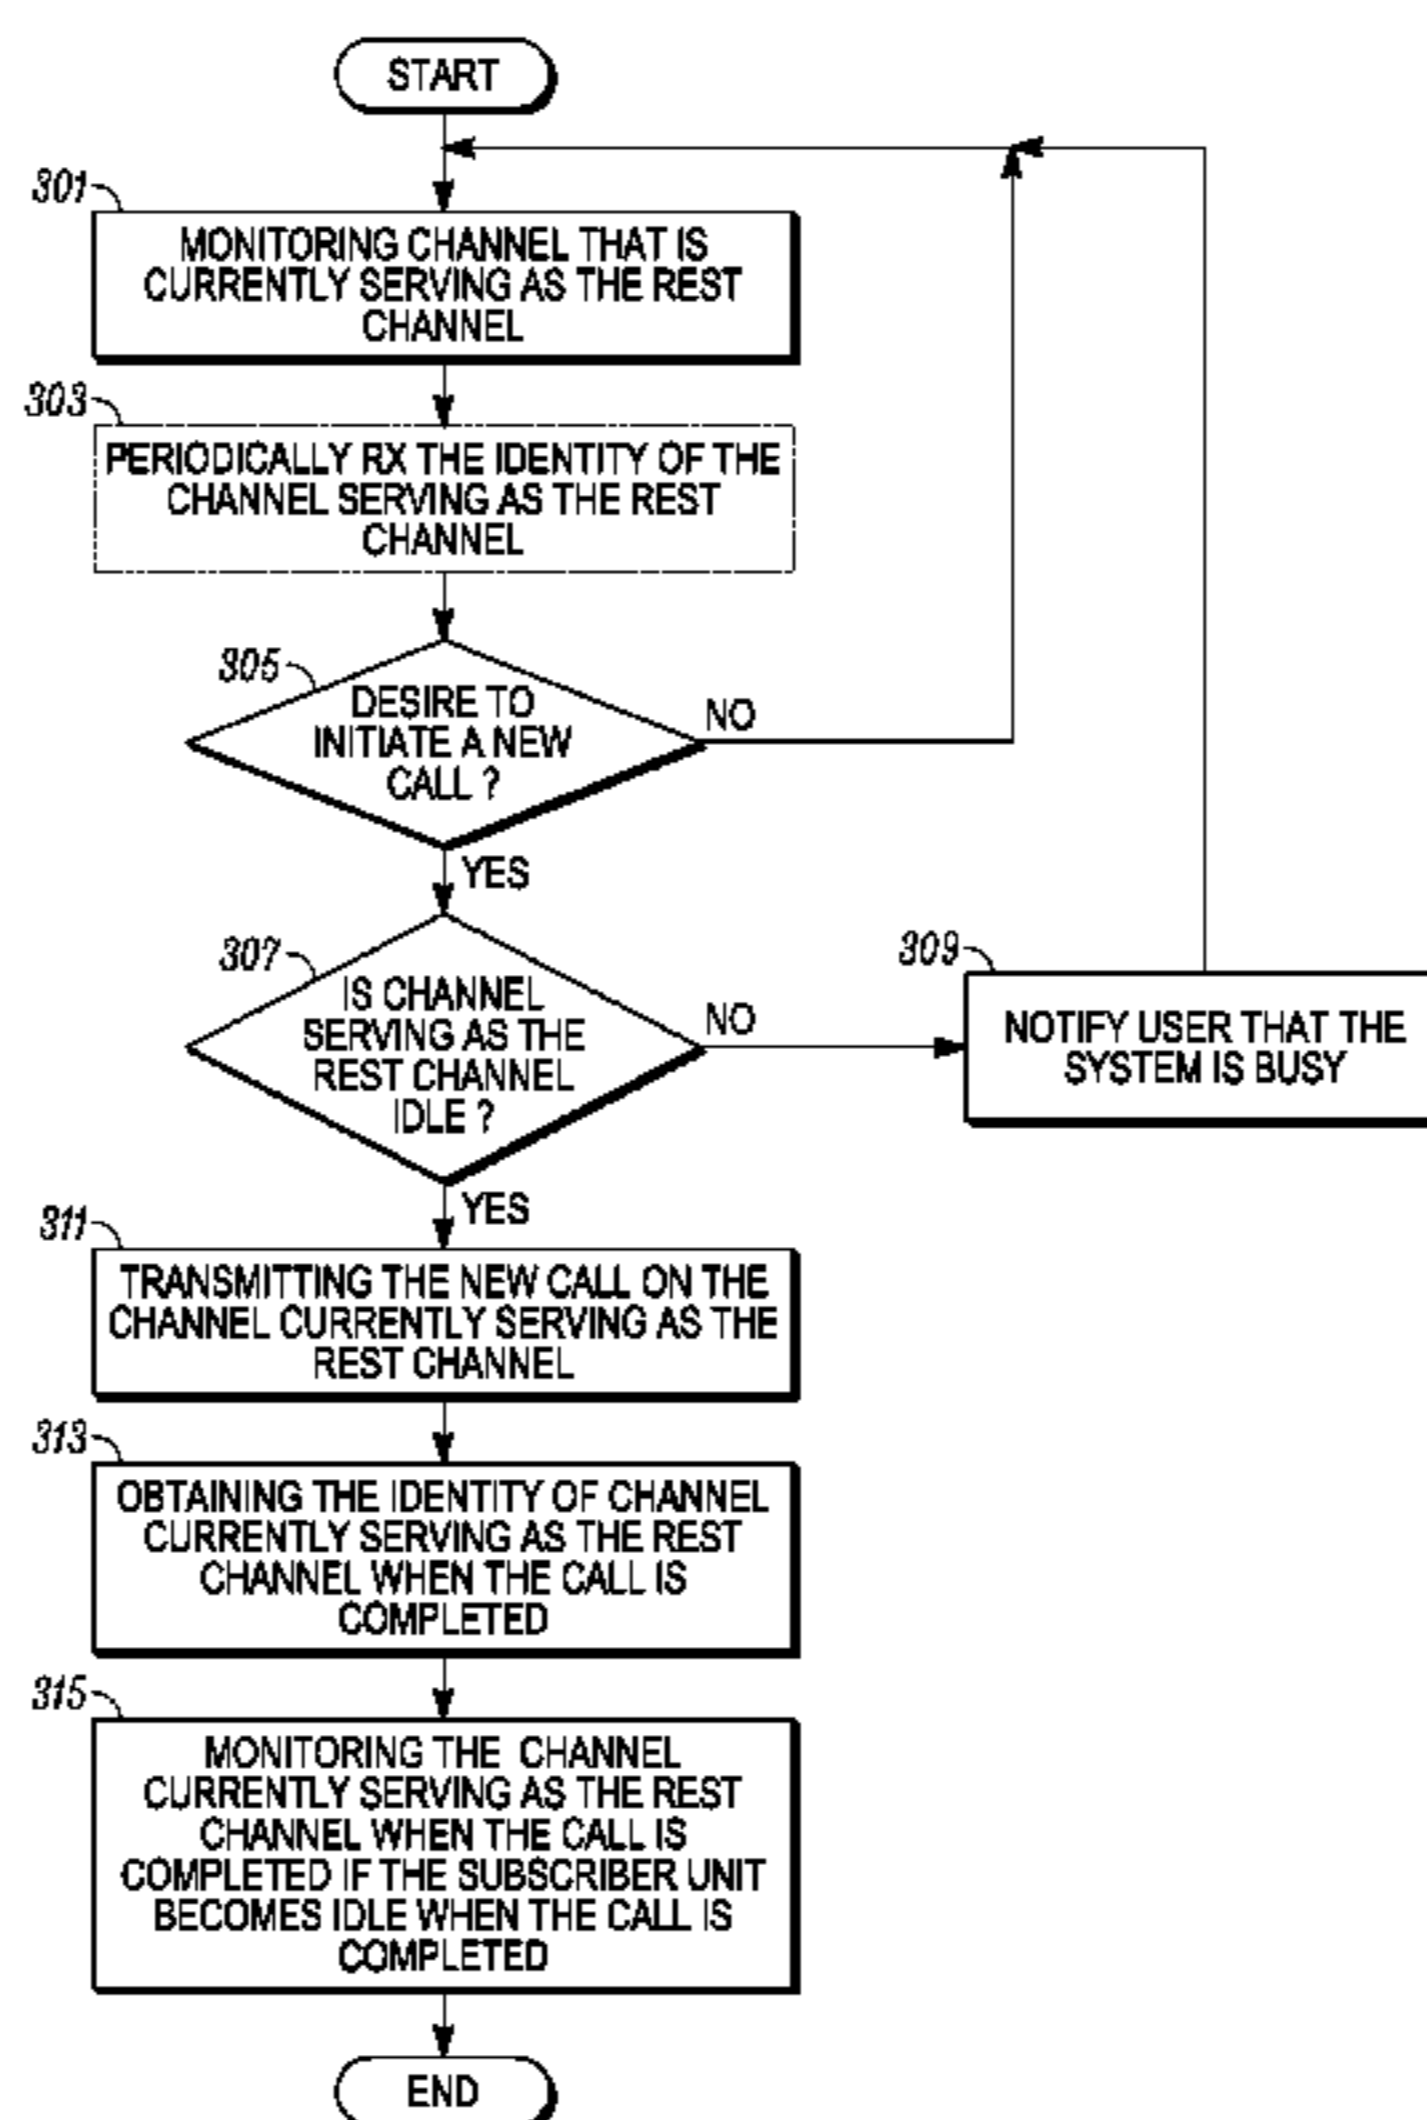 START
301
MONITORING CHANNEL THAT IS
CURRENTLY SERVING AS THE REST
CHANNEL
303
PERIODICALLY RX THE IDENTITY OF THE
CHANNEL SERVING AS THE REST
CHANNEL
305
DESIRE TO
INITIATE A NEW
CALL ?
NO
YES
307
IS CHANNEL
SERVING AS THE
REST CHANNEL
IDLE ?
NO
309
NOTIFY USER THAT THE
SYSTEM IS BUSY
YES
311
TRANSMITTING THE NEW CALL ON THE
CHANNEL CURRENTLY SERVING AS THE
REST CHANNEL
313
OBTAINING THE IDENTITY OF CHANNEL
CURRENTLY SERVING AS THE REST
CHANNEL WHEN THE CALL IS
COMPLETED
315
MONITORING THE CHANNEL
CURRENTLY SERVING AS THE REST
CHANNEL WHEN THE CALL IS
COMPLETED IF THE SUBSCRIBER UNIT
BECOMES IDLE WHEN THE CALL IS
COMPLETED
END